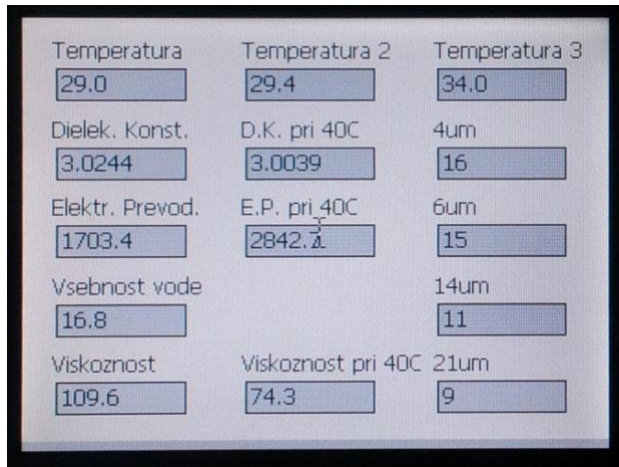 Temperatura Temperatura 2 Temperatura 3
29.0 29.4 34.0
Dielek. Konst. D.K. pri 40C 4um
3.0244 3.0039 16
Elektr. Prevod. E.P. pri 40C 6um
1703.4 2842.7 15
Vsebnost vode 14um
16.8 11
Viskoznost Viskoznost pri 40C 21um
109.6 74.3 9